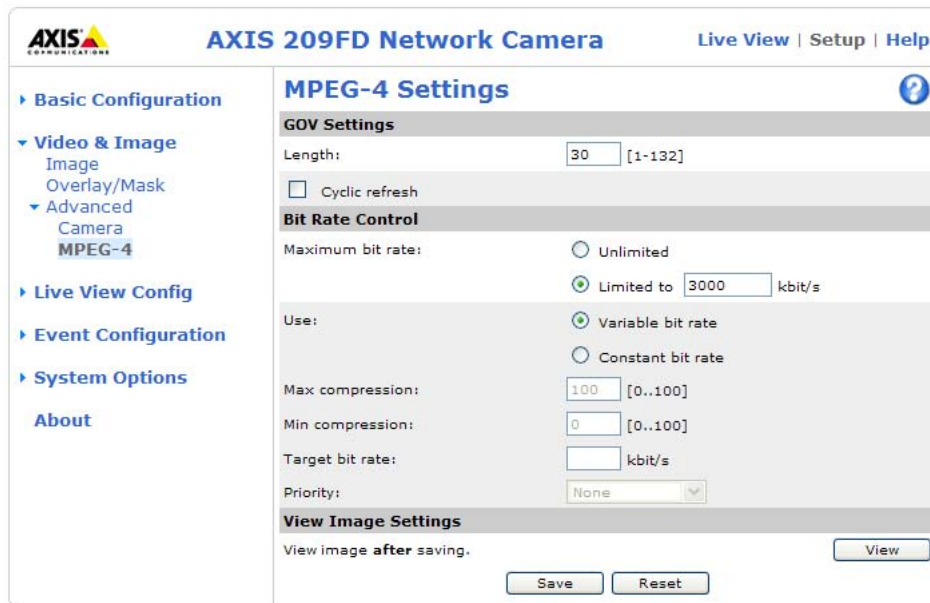 AXIS
COMMUNICATIONS
AXIS 209FD Network Camera
Live View | Setup | Help
Basic Configuration
Video & Image
Image
Overlay/Mask
Advanced
Camera
MPEG-4
Live View Config
Event Configuration
System Options
About
MPEG-4 Settings
?
GOV Settings
Length: 30 [1-132]
Cyclic refresh
Bit Rate Control
Maximum bit rate: Unlimited
Limited to 3000 kbit/s
Use: Variable bit rate
Constant bit rate
Max compression: 100 [0..100]
Min compression: 0 [0..100]
Target bit rate: kbit/s
Priority: None
View Image Settings
View image after saving. View
Save Reset